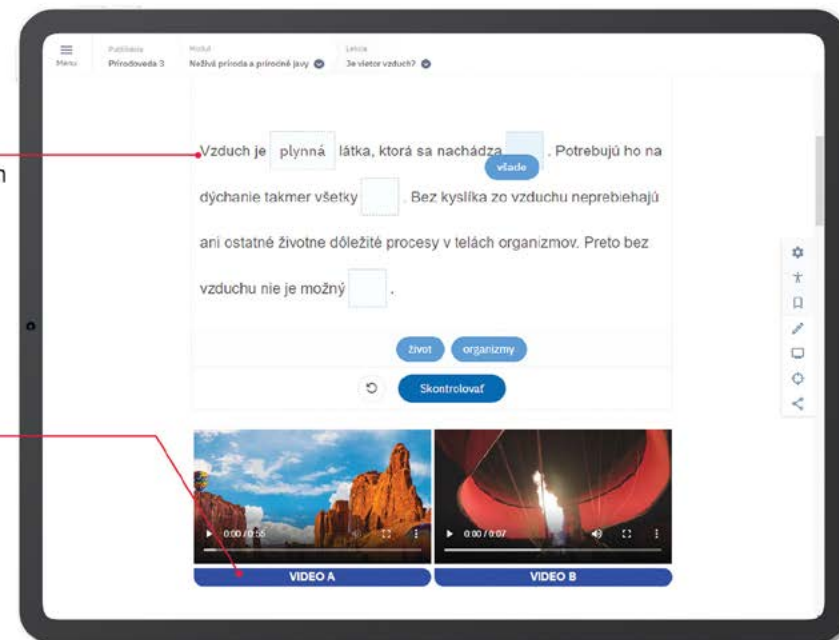 Menu
Publikácia
Prírodoveda 3
Modul
Neživá príroda a prírodné javy
Lekcia
Je vietor vzduch?
Vzduch je plynná látka, ktorá sa nachádza . Potrebujú ho na
všade
dýchanie takmer všetky . Bez kyslíka zo vzduchu neprebiehajú
ani ostatné životne dôležité procesy v telách organizmov. Preto bez
vzduchu nie je možný .
život organizmy
Skontrolovať
0:00 / 0:55
0:00 / 0:07
VIDEO A
VIDEO B